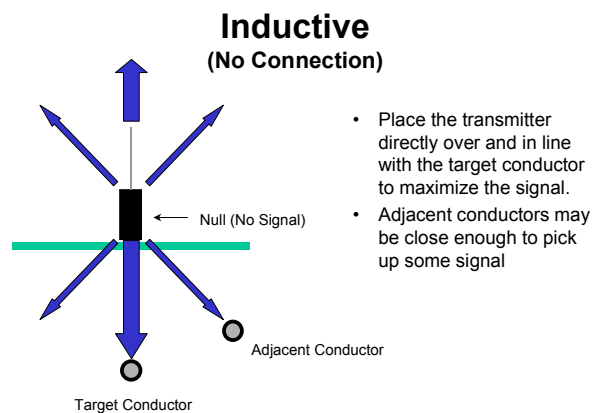 Inductive
(No Connection)
• Place the transmitter
directly over and in line
with the target conductor
to maximize the signal.
• Adjacent conductors may
be close enough to pick
up some signal
Null (No Signal)
Adjacent Conductor
Target Conductor